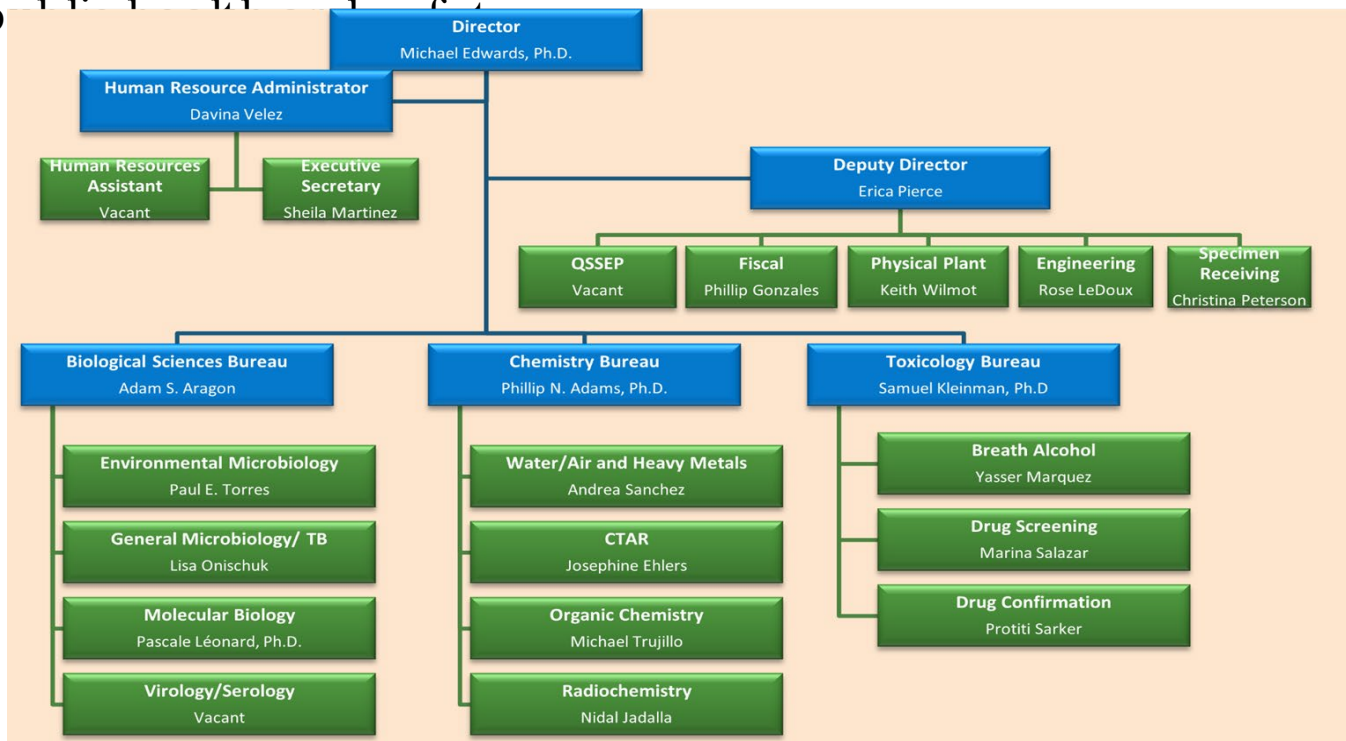 Director
Michael Edwards, Ph.D.
Human Resource Administrator
Davina Velez
Human Resources
Assistant
Vacant
Executive
Secretary
Sheila Martinez
Deputy Director
Erica Pierce
QSSEP
Vacant
Fiscal
Phillip Gonzales
Physical Plant
Keith Wilmot
Engineering
Rose LeDoux
Specimen
Receiving
Christina Peterson
Biological Sciences Bureau
Adam S. Aragon
Environmental Microbiology
Paul E. Torres
General Microbiology/ TB
Lisa Onischuk
Molecular Biology
Pascale Léonard, Ph.D.
Virology/Serology
Vacant
Chemistry Bureau
Phillip N. Adams, Ph.D.
Water/Air and Heavy Metals
Andrea Sanchez
CTAR
Josephine Ehlers
Organic Chemistry
Michael Trujillo
Radiochemistry
Nidal Jadalla
Toxicology Bureau
Samuel Kleinman, Ph.D
Breath Alcohol
Yasser Marquez
Drug Screening
Marina Salazar
Drug Confirmation
Protiti Sarker